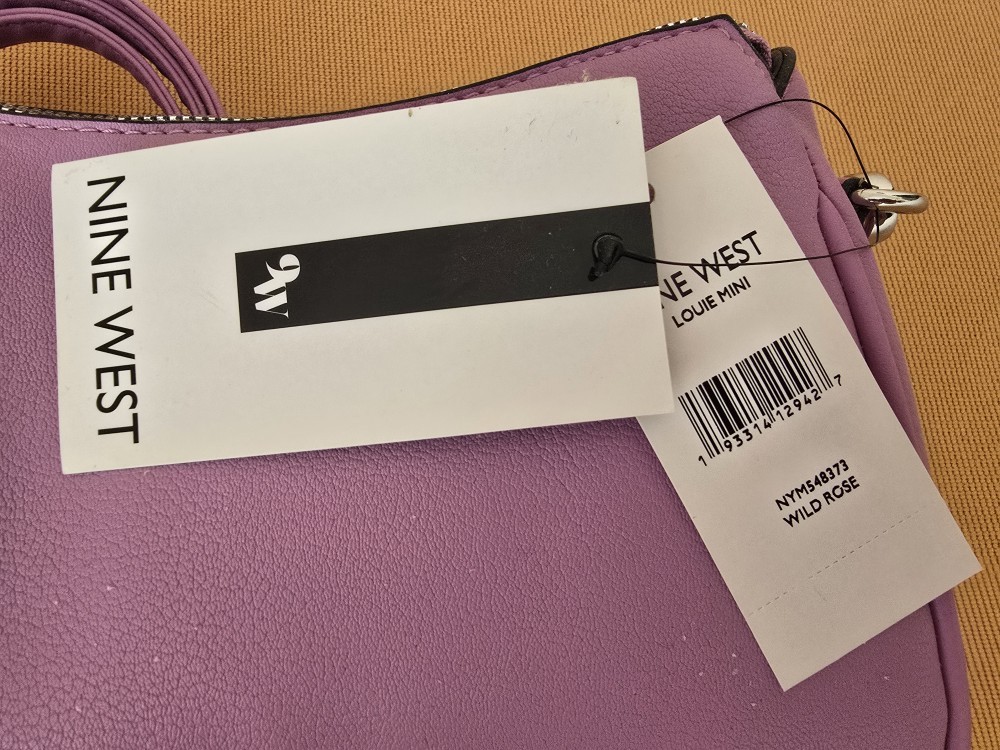 NINE WEST
9W
NE WEST
LOUIE MINI
1 93314 12942 7
NYM548373
WILD ROSE